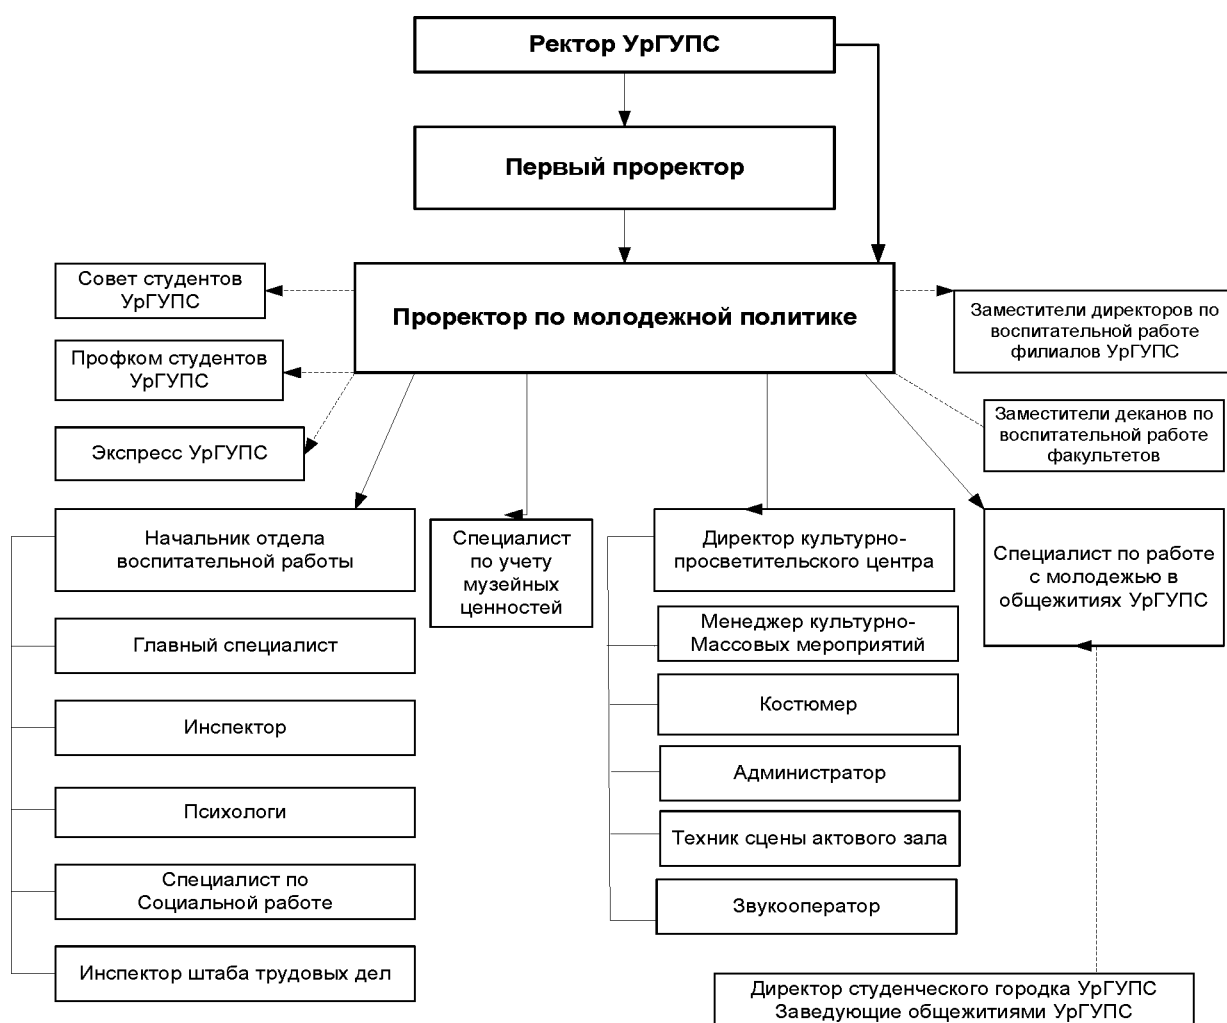 Ректор УрГУПС
Первый проректор
Проректор по молодежной политике
Совет студентов
УрГУПС
Профком студентов
УрГУПС
Экспресс УрГУПС
Заместители директоров по
воспитательной работе
филиалов УрГУПС
Заместители деканов по
воспитательной работе
факультетов
Начальник отдела
воспитательной работы
Главный специалист
Инспектор
Психологи
Специалист по
Социальной работе
Инспектор штаба трудовых дел
Специалист
по учету
музейных
ценностей
Директор культурно-
просветительского центра
Менеджер культурно-
Массовых мероприятий
Костюмер
Администратор
Техник сцены актового зала
Звукооператор
Специалист по работе
с молодежью в
общежитиях УрГУПС
Директор студенческого городка УрГУПС
Заведующие общежитиями УрГУПС